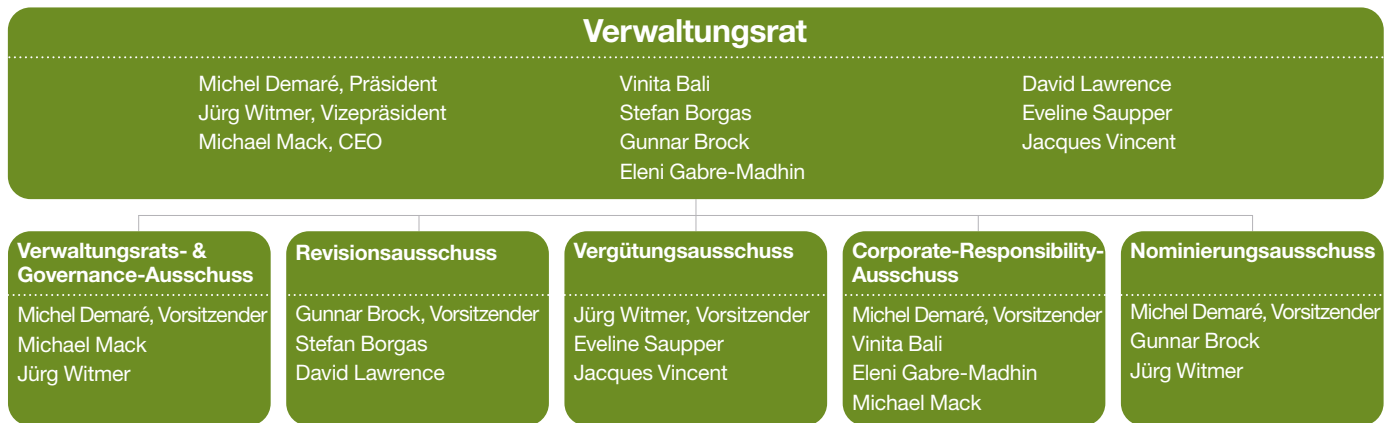 Verwaltungsrat
Michel Demaré, Präsident
Jürg Witmer, Vizepräsident
Michael Mack, CEO
Vinita Bali
Stefan Borgas
Gunnar Brock
Eleni Gabre-Madhin
David Lawrence
Eveline Saupper
Jacques Vincent
Verwaltungsrats- &
Governance-Ausschuss
Michel Demaré, Vorsitzender
Michael Mack
Jürg Witmer
Revisionsausschuss
Gunnar Brock, Vorsitzender
Stefan Borgas
David Lawrence
Vergütungsausschuss
Jürg Witmer, Vorsitzender
Eveline Saupper
Jacques Vincent
Corporate-Responsibility-
Ausschuss
Michel Demaré, Vorsitzender
Vinita Bali
Eleni Gabre-Madhin
Michael Mack
Nominierungsausschuss
Michel Demaré, Vorsitzender
Gunnar Brock
Jürg Witmer